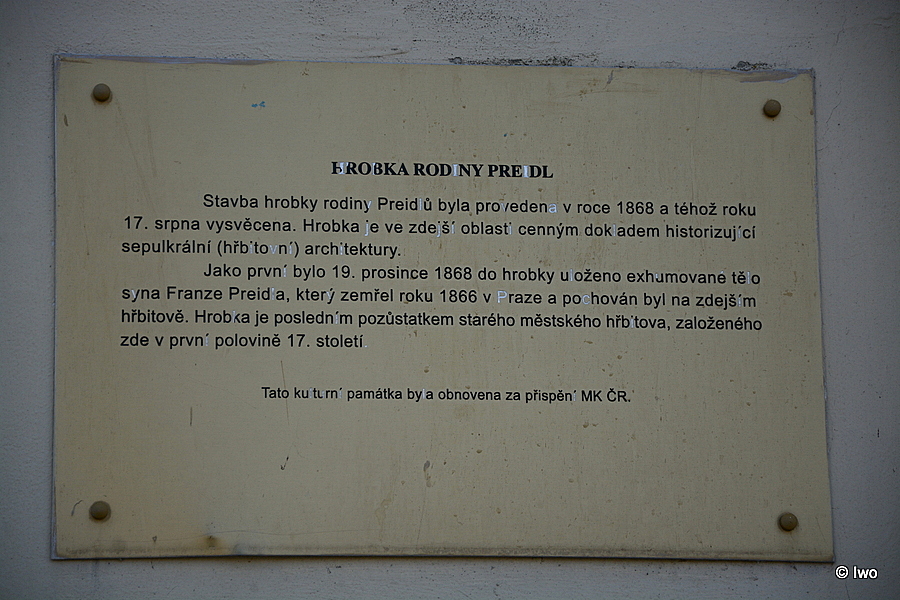 HROBKA RODINY PREIDL
Stavba hrobky rodiny Preidlů byla provedena v roce 1868 a téhož roku
17. srpna vysvěcena. Hrobka je ve zdejší oblasti cenným dokladem historizující
sepulkrální (hřbitovní) architektury.
Jako první bylo 19. prosince 1868 do hrobky uloženo exhumované tělo
syna Franze Preidla, který zemřel roku 1866 v Praze a pochován byl na zdejším
hřbitově. Hrobka je posledním pozůstatkem starého městského hřbitova, založeného
zde v první polovině 17. století.
Tato kulturní památka byla obnovena za přispění MK ČR.
© Iwo